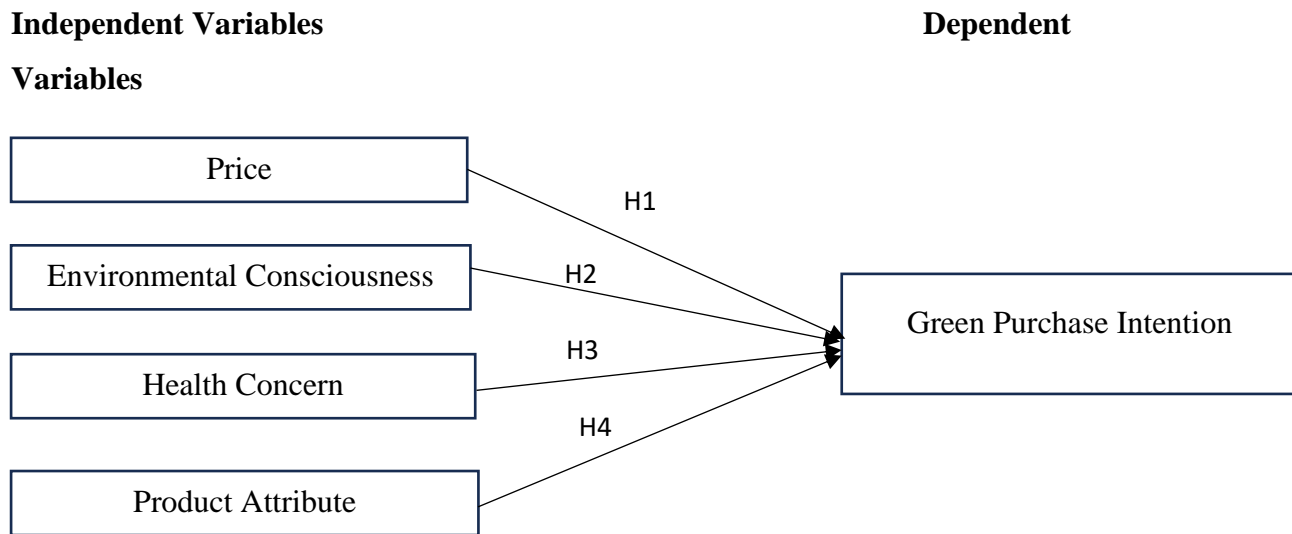 Independent Variables Dependent
Variables
Price
H1
Environmental Consciousness
H2
Green Purchase Intention
Health Concern
H3
H4
Product Attribute